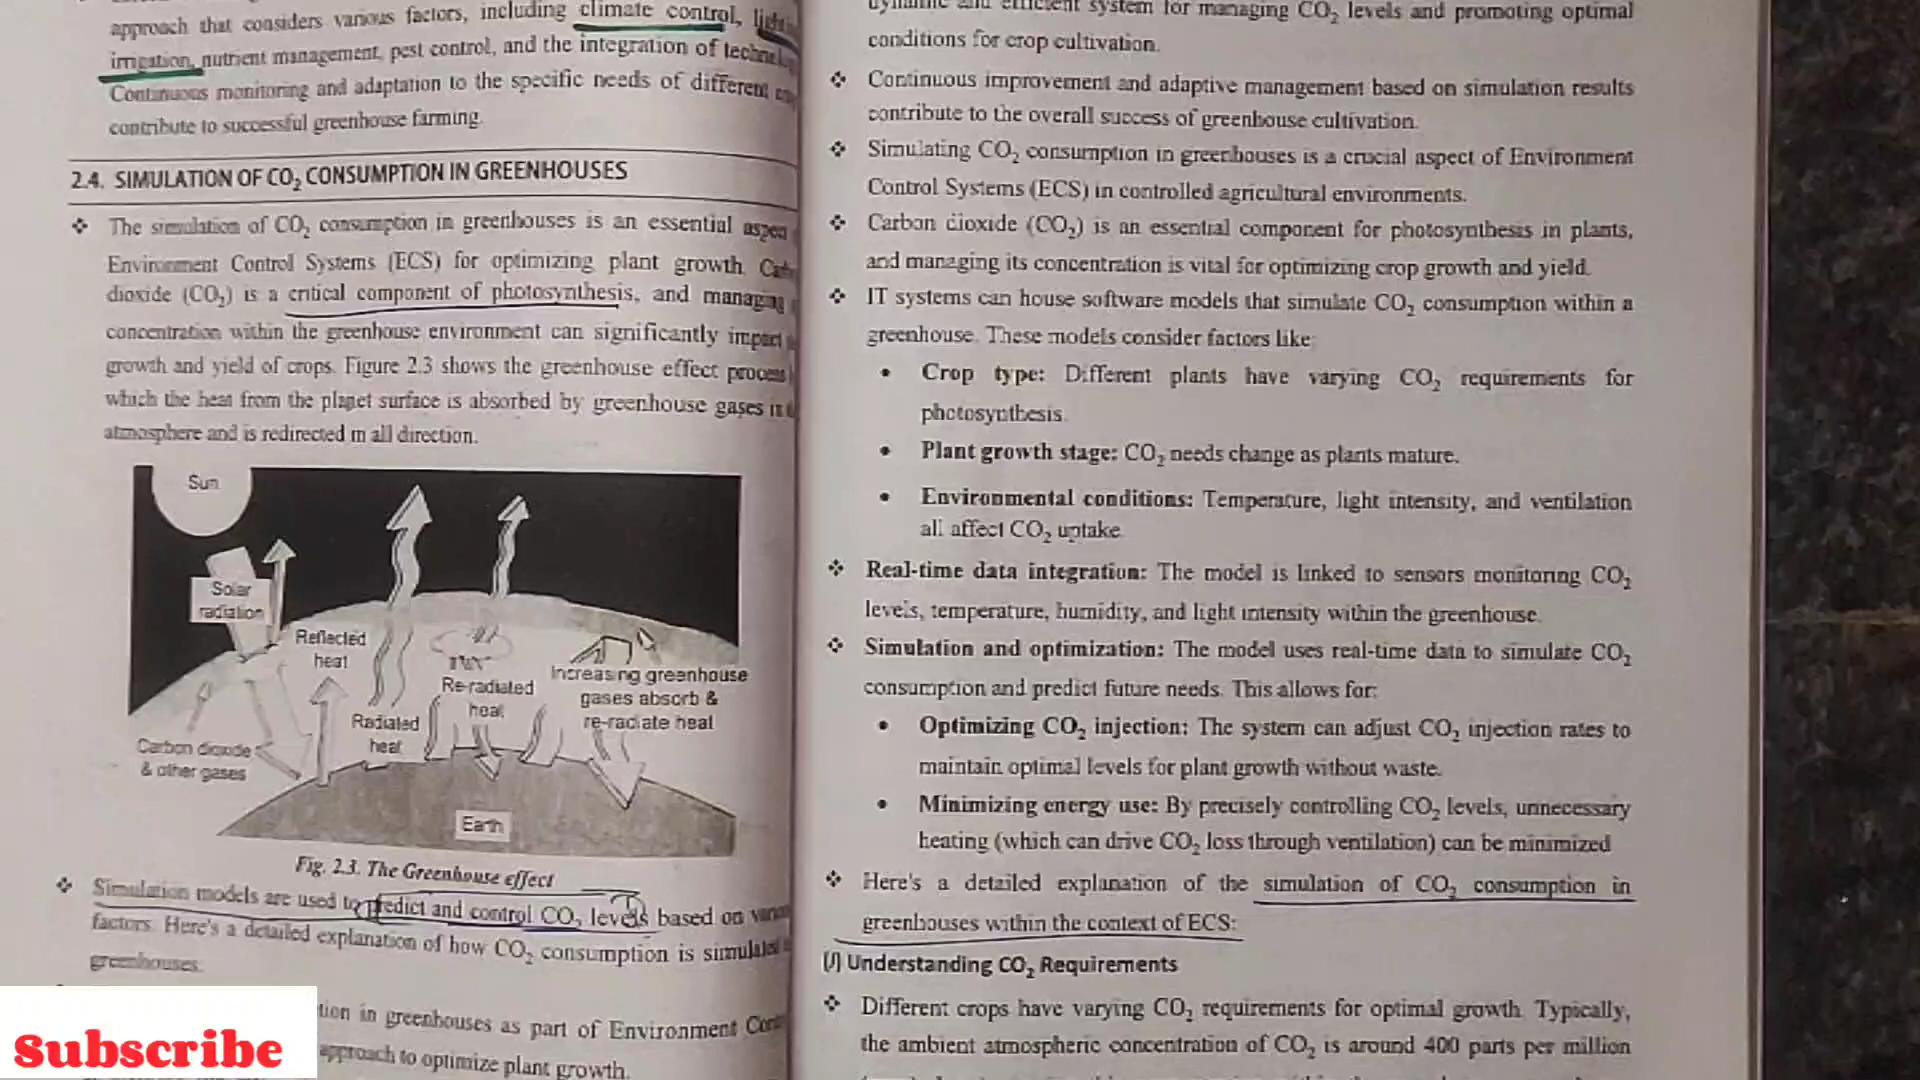 approach that considers various factors, including climate control,
irrigation, nutrient management, pest control, and the integration of
Continuous monitoring and adaptation to the specific needs of different
contribute to successful greenhouse farming.
2.4. SIMULATION OF CO₂ CONSUMPTION IN GREENHOUSES
❖ The simulation of CO₂ consumption in greenhouses is an essential
Environment Control Systems (ECS) for optimizing plant growth.
dioxide (CO₂) is a critical component of photosynthesis, and managing
concentration within the greenhouse environment can significantly impact
growth and yield of crops. Figure 2.3 shows the greenhouse effect process
which the heat from the planet surface is absorbed by greenhouse gases in
atmosphere and is redirected in all direction.
Sun
Solar
radiation
Reflected
heat
Radiated
heat
Re-radiated
heat
Increasing greenhouse
gases absorb &
re-radiate heat
Carbon dioxide
& other gases
Earth
Fig. 2.3. The Greenhouse effect
❖ Simulation models are used to predict and control CO₂ levels based on
factors. Here's a detailed explanation of how CO₂ consumption is simulated
greenhouses.
in greenhouses as part of Environment
approach to optimize plant growth.
Subscribe
dynamic and efficient system for managing CO₂ levels and promoting optimal
conditions for crop cultivation.
❖ Continuous improvement and adaptive management based on simulation results
contribute to the overall success of greenhouse cultivation.
❖ Simulating CO₂ consumption in greenhouses is a crucial aspect of Environment
Control Systems (ECS) in controlled agricultural environments.
❖ Carbon dioxide (CO₂) is an essential component for photosynthesis in plants,
and managing its concentration is vital for optimizing crop growth and yield.
❖ IT systems can house software models that simulate CO₂ consumption within a
greenhouse. These models consider factors like:
• Crop type: Different plants have varying CO₂ requirements for
photosynthesis.
• Plant growth stage: CO₂ needs change as plants mature.
• Environmental conditions: Temperature, light intensity, and ventilation
all affect CO₂ uptake.
❖ Real-time data integration: The model is linked to sensors monitoring CO₂
levels, temperature, humidity, and light intensity within the greenhouse.
❖ Simulation and optimization: The model uses real-time data to simulate CO₂
consumption and predict future needs. This allows for:
• Optimizing CO₂ injection: The system can adjust CO₂ injection rates to
maintain optimal levels for plant growth without waste.
• Minimizing energy use: By precisely controlling CO₂ levels, unnecessary
heating (which can drive CO₂ loss through ventilation) can be minimized
❖ Here's a detailed explanation of the simulation of CO₂ consumption in
greenhouses within the context of ECS:
Understanding CO₂ Requirements
❖ Different crops have varying CO₂ requirements for optimal growth. Typically,
the ambient atmospheric concentration of CO₂ is around 400 parts per million